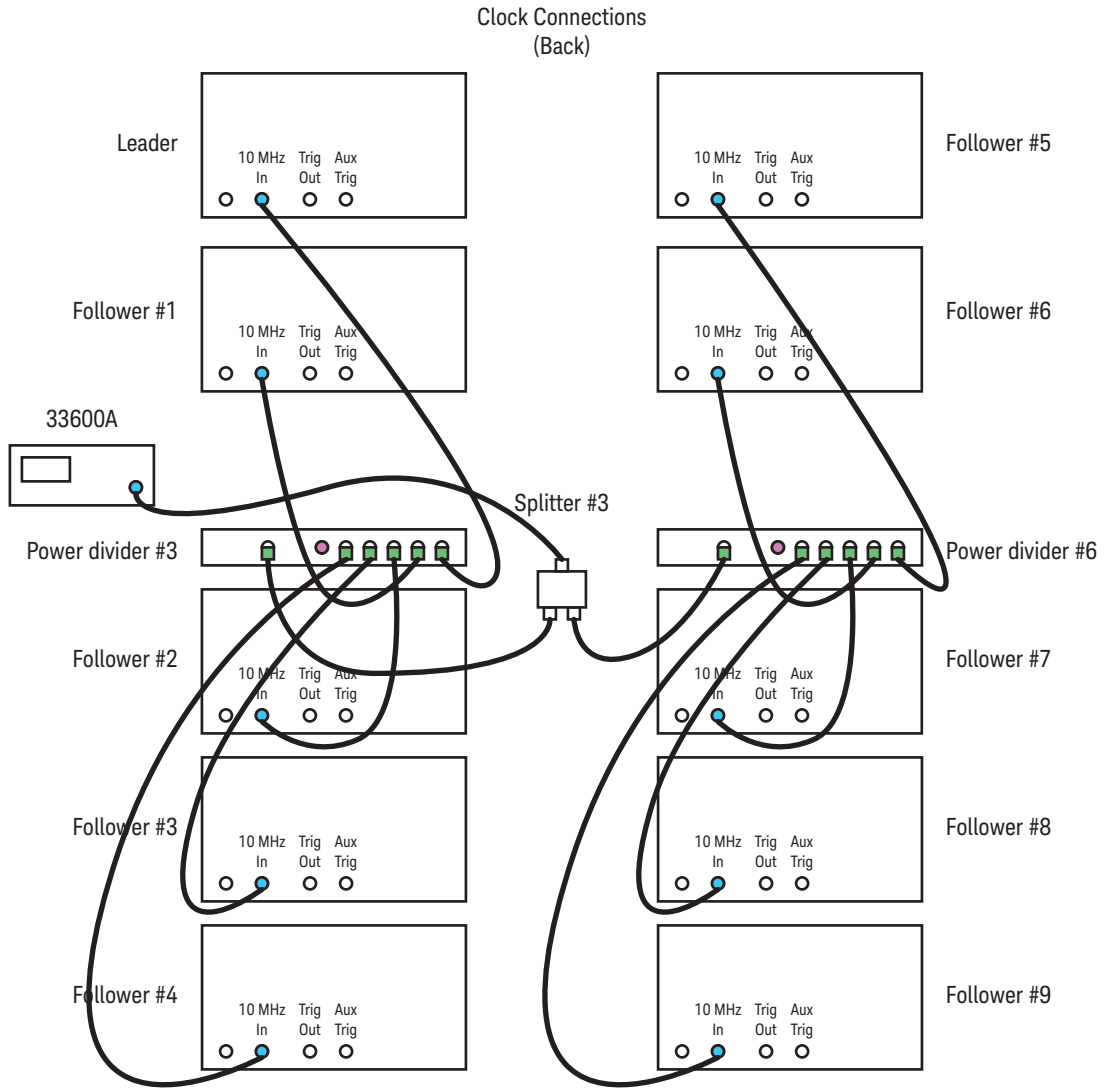 Clock Connections
(Back)
Leader
10 MHz Trig Aux
In Out Trig
Follower #5
10 MHz Trig Aux
In Out Trig
Follower #1
10 MHz Trig Aux
In Out Trig
Follower #6
10 MHz Trig Aux
In Out Trig
33600A
Splitter #3
Power divider #3
Power divider #6
Follower #2
10 MHz Trig Aux
In Out Trig
Follower #7
10 MHz Trig Aux
In Out Trig
Follower #3
10 MHz Trig Aux
In Out Trig
Follower #8
10 MHz Trig Aux
In Out Trig
Follower #4
10 MHz Trig Aux
In Out Trig
Follower #9
10 MHz Trig Aux
In Out Trig